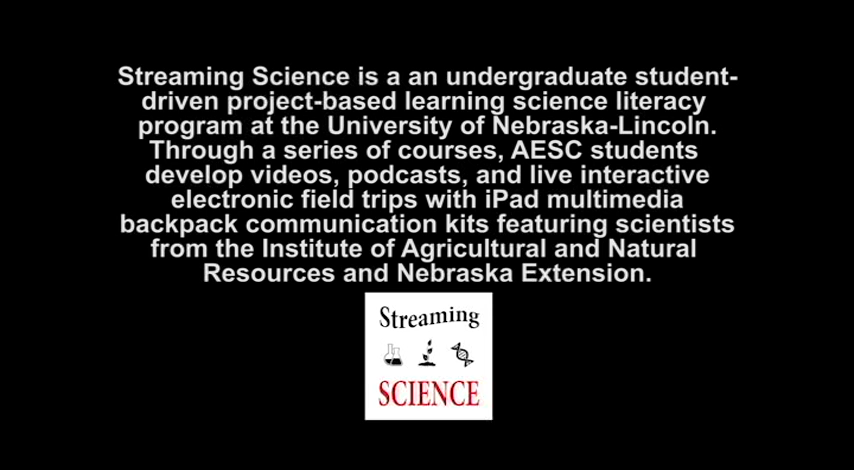 Streaming Science is a an undergraduate student-
driven project-based learning science literacy
program at the University of Nebraska-Lincoln.
Through a series of courses, AESC students
develop videos, podcasts, and live interactive
electronic field trips with iPad multimedia
backpack communication kits featuring scientists
from the Institute of Agricultural and Natural
Resources and Nebraska Extension.
Streaming
SCIENCE